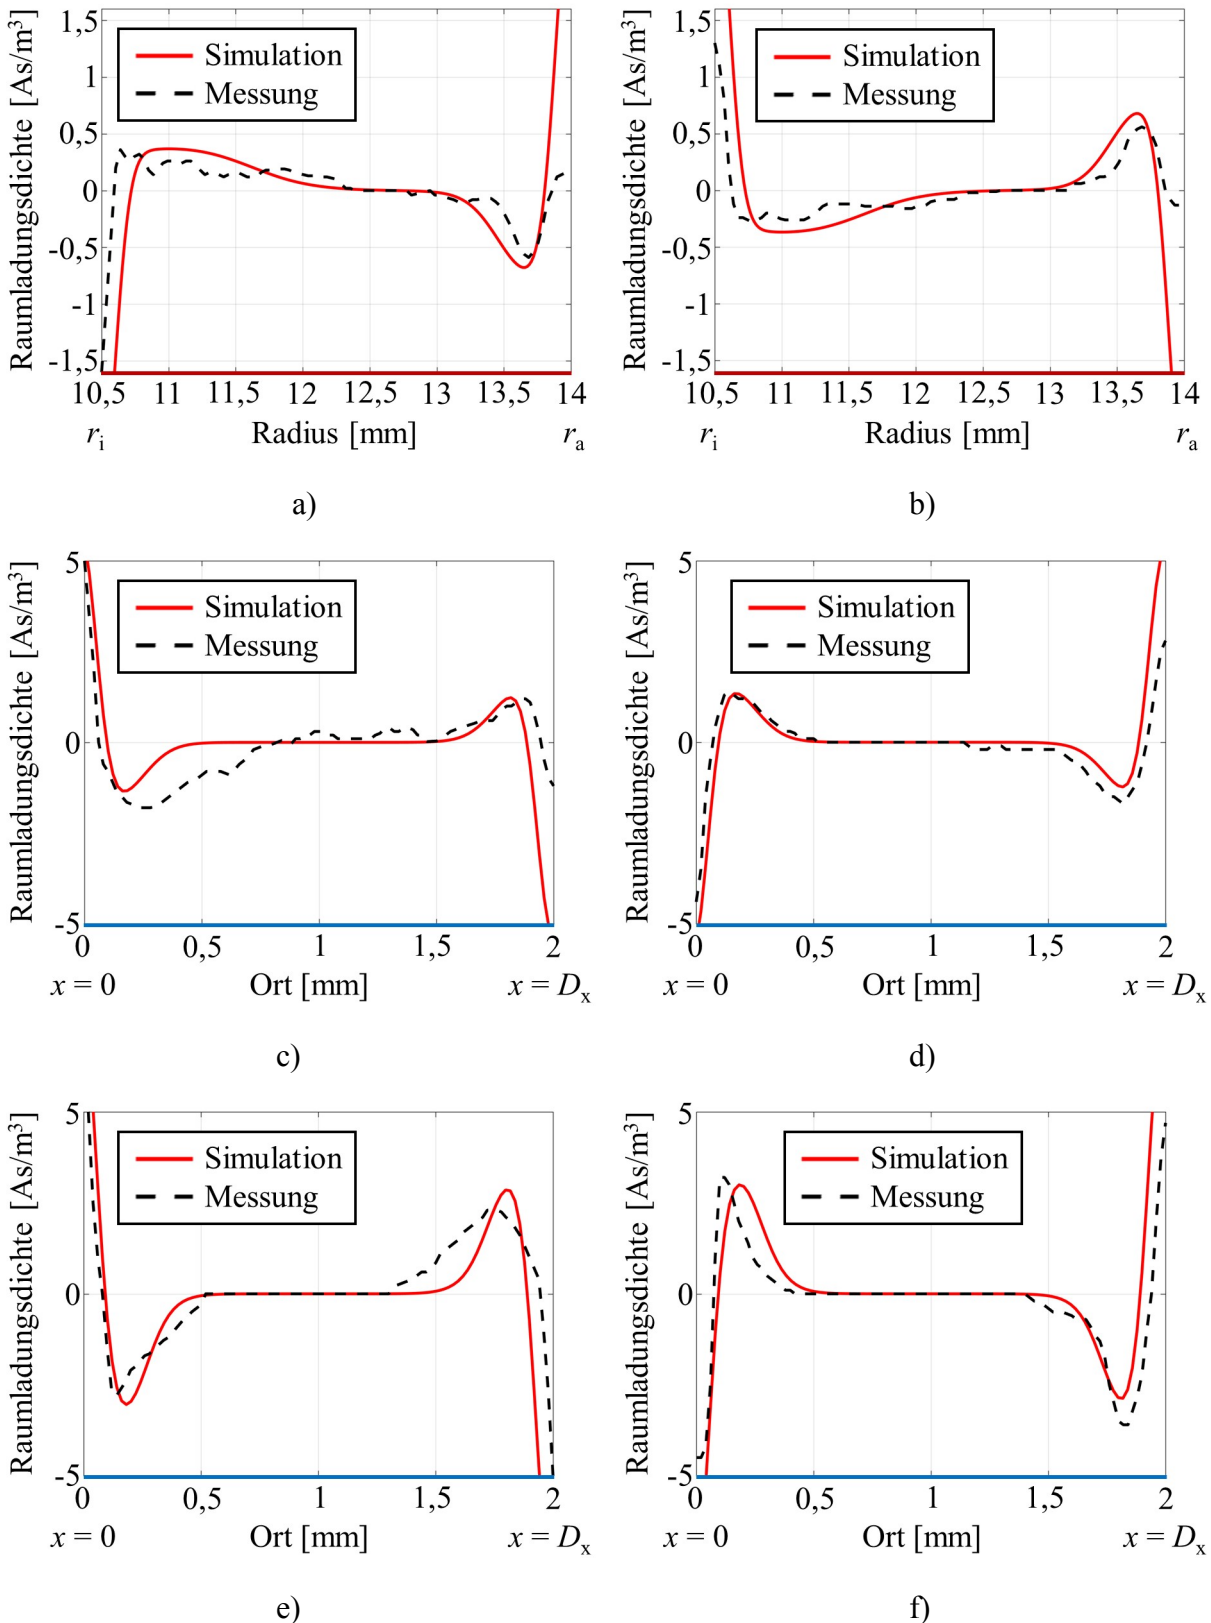 Raumladungsdichte [As/m³]
1,5
1
0,5
0
-0,5
-1
-1,5
Simulation
Messung
10,5 11 11,5 12 12,5 13 13,5 14
rᵢ Radius [mm] rₐ
a)
Raumladungsdichte [As/m³]
1,5
1
0,5
0
-0,5
-1
-1,5
Simulation
Messung
10,5 11 11,5 12 12,5 13 13,5 14
rᵢ Radius [mm] rₐ
b)
Raumladungsdichte [As/m³]
5
0
-5
Simulation
Messung
0 0,5 1 1,5 2
x = 0 Ort [mm] x = Dₓ
c)
Raumladungsdichte [As/m³]
5
0
-5
Simulation
Messung
0 0,5 1 1,5 2
x = 0 Ort [mm] x = Dₓ
d)
Raumladungsdichte [As/m³]
5
0
-5
Simulation
Messung
0 0,5 1 1,5 2
x = 0 Ort [mm] x = Dₓ
e)
Raumladungsdichte [As/m³]
5
0
-5
Simulation
Messung
0 0,5 1 1,5 2
x = 0 Ort [mm] x = Dₓ
f)